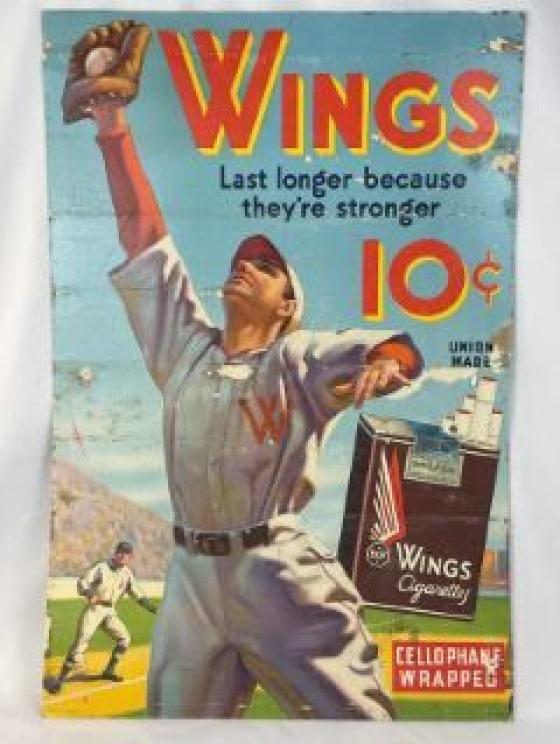 WINGS
Last longer because
they're stronger
10¢
UNION
MADE
W
WINGS
Cigarettes
CELLOPHANE
WRAPPED